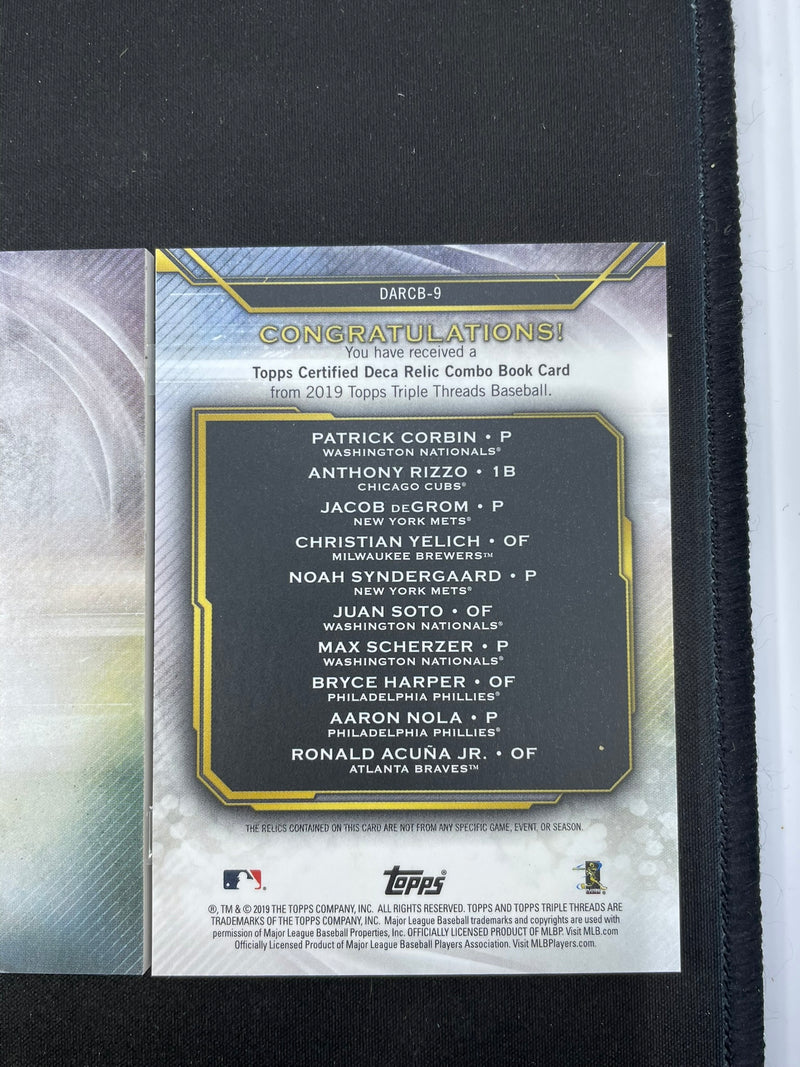 DARCB-9
CONGRATULATIONS!
You have received a
Topps Certified Deca Relic Combo Book Card
from 2019 Topps Triple Threads Baseball.
PATRICK CORBIN • P
WASHINGTON NATIONALS®
ANTHONY RIZZO • 1B
CHICAGO CUBS®
JACOB DEGROM • P
NEW YORK METS®
CHRISTIAN YELICH • OF
MILWAUKEE BREWERS™
NOAH SYNDERGAARD • P
NEW YORK METS®
JUAN SOTO • OF
WASHINGTON NATIONALS®
MAX SCHERZER • P
WASHINGTON NATIONALS®
BRYCE HARPER • OF
PHILADELPHIA PHILLIES®
AARON NOLA • P
PHILADELPHIA PHILLIES®
RONALD ACUÑA JR. • OF
ATLANTA BRAVES™
THE RELICS CONTAINED ON THIS CARD ARE NOT FROM ANY SPECIFIC GAME, EVENT, OR SEASON.
topps
®, TM & © 2019 THE TOPPS COMPANY, INC. ALL RIGHTS RESERVED. TOPPS AND TOPPS TRIPLE THREADS ARE
TRADEMARKS OF THE TOPPS COMPANY, INC. Major League Baseball trademarks and copyrights are used with
permission of Major League Baseball Properties, Inc. OFFICIALLY LICENSED PRODUCT OF MLBP. Visit MLB.com
Officially Licensed Product of Major League Baseball Players Association. Visit MLBPlayers.com.